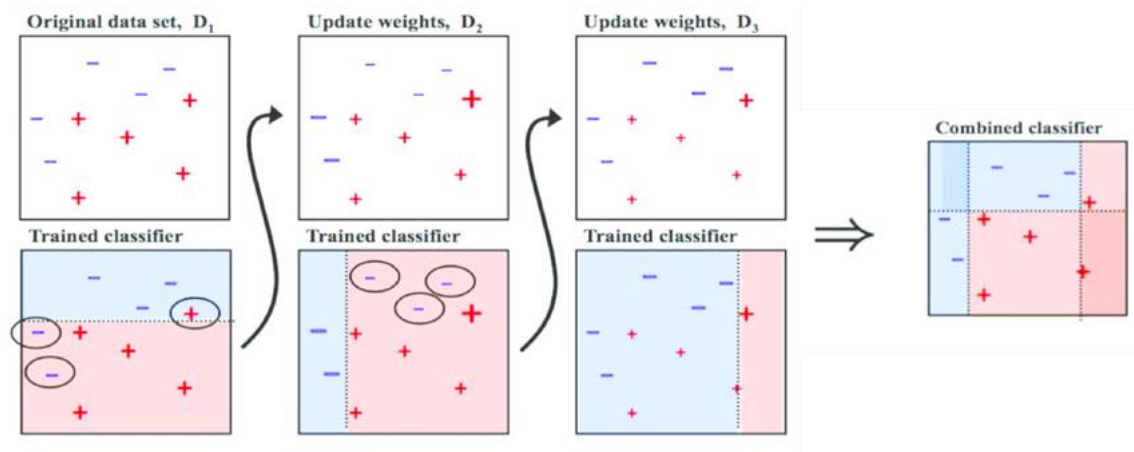 Original data set, D₁
Update weights, D₂
Update weights, D₃
Combined classifier
Trained classifier
Trained classifier
Trained classifier